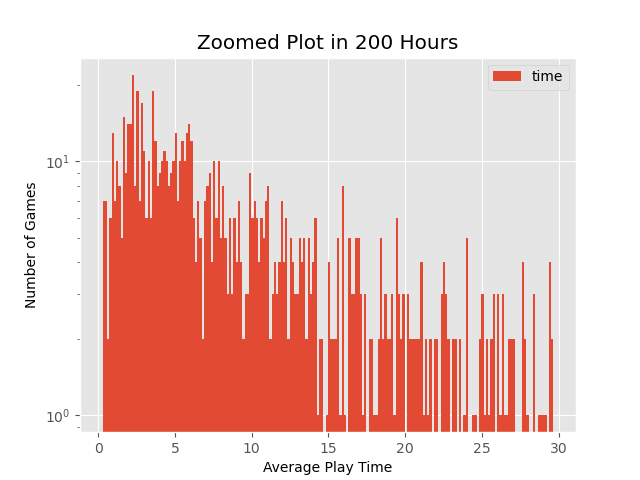 Zoomed Plot in 200 Hours
time
Number of Games
10¹
10⁰
0 5 10 15 20 25 30
Average Play Time